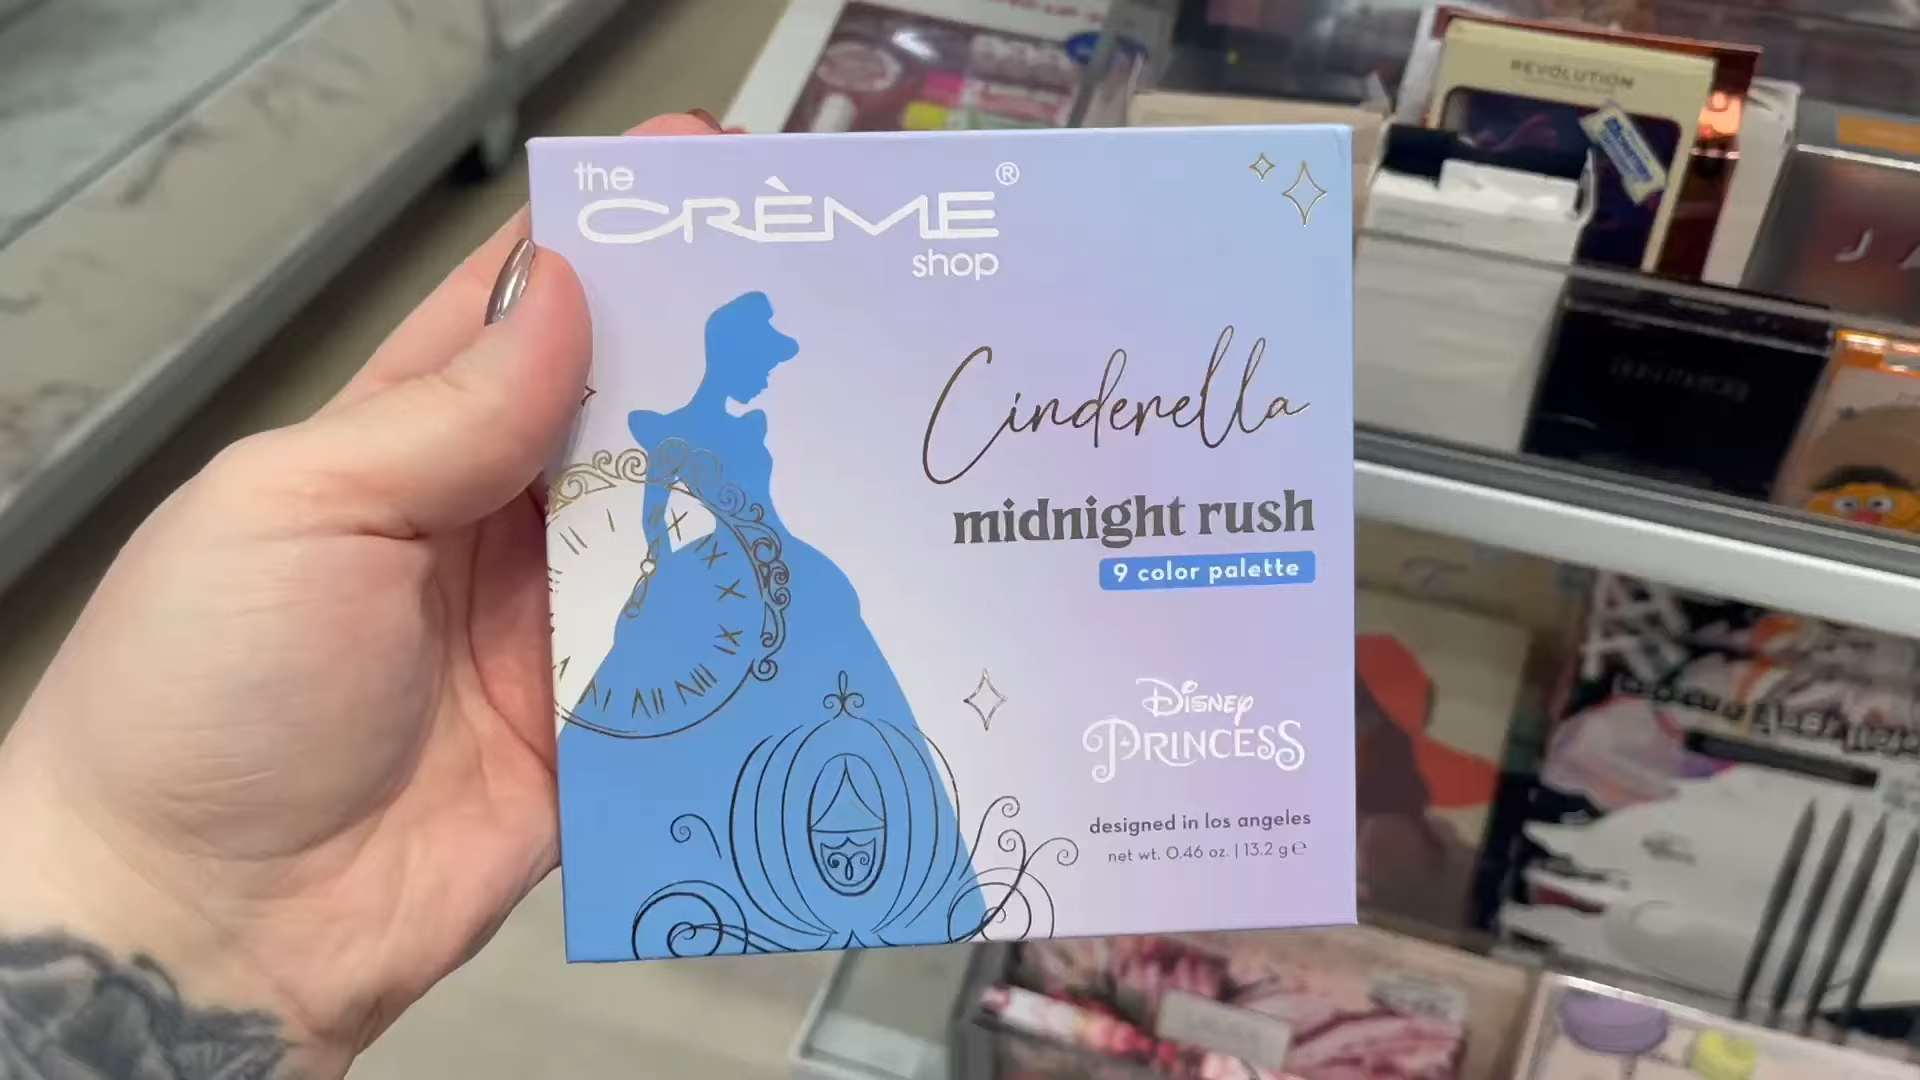 the
CRÈME®
shop
Cinderella
midnight rush
9 color palette
Disney
PRINCESS
designed in los angeles
net wt. 0.46 oz. | 13.2 g ℮
REVOLUTION